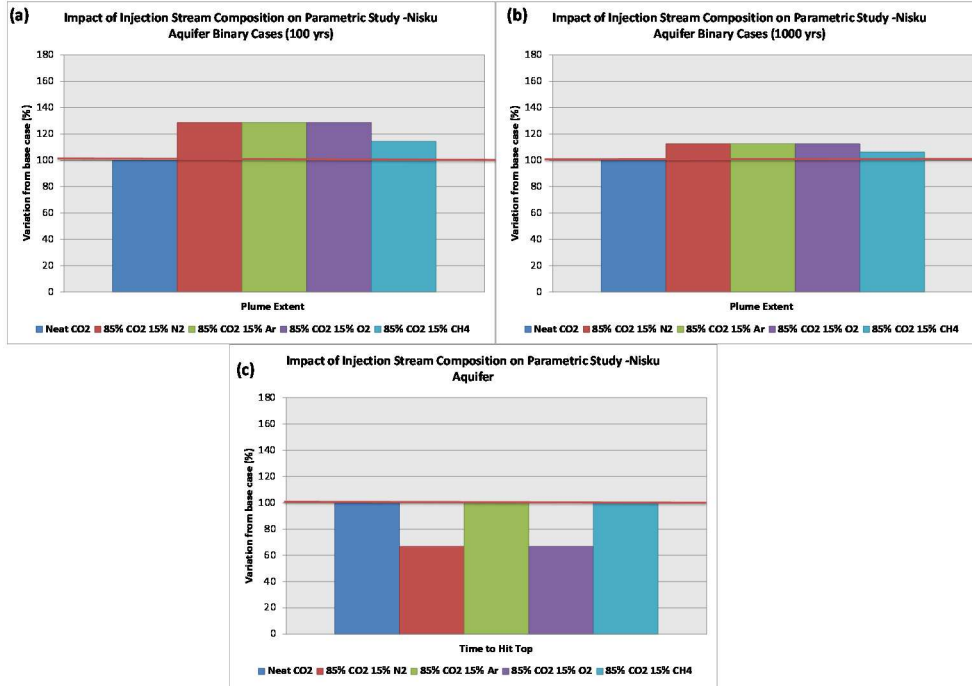 (a)
Impact of Injection Stream Composition on Parametric Study -Nisku
Aquifer Binary Cases (100 yrs)
Variation from base case (%)
180
160
140
120
100
80
60
40
20
0
Plume Extent
Neat CO2 85% CO2 15% N2 85% CO2 15% Ar 85% CO2 15% O2 85% CO2 15% CH4
(b)
Impact of Injection Stream Composition on Parametric Study -Nisku
Aquifer Binary Cases (1000 yrs)
Variation from base case (%)
180
160
140
120
100
80
60
40
20
0
Plume Extent
Neat CO2 85% CO2 15% N2 85% CO2 15% Ar 85% CO2 15% O2 85% CO2 15% CH4
(c)
Impact of Injection Stream Composition on Parametric Study -Nisku
Aquifer
Variation from base case (%)
180
160
140
120
100
80
60
40
20
0
Time to Hit Top
Neat CO2 85% CO2 15% N2 85% CO2 15% Ar 85% CO2 15% O2 85% CO2 15% CH4